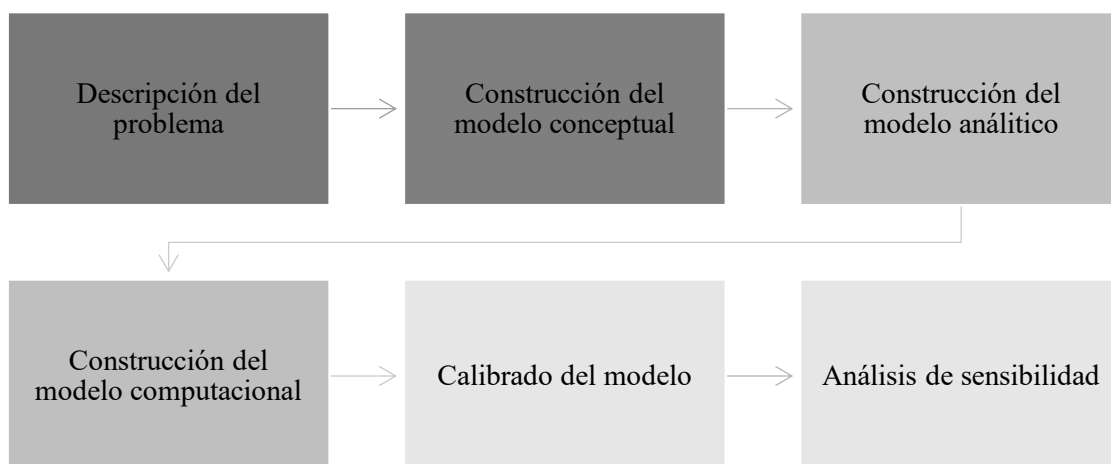 Descripción del
problema
Construcción del
modelo conceptual
Construcción del
modelo análitico
Construcción del
modelo computacional
Calibrado del modelo
Análisis de sensibilidad